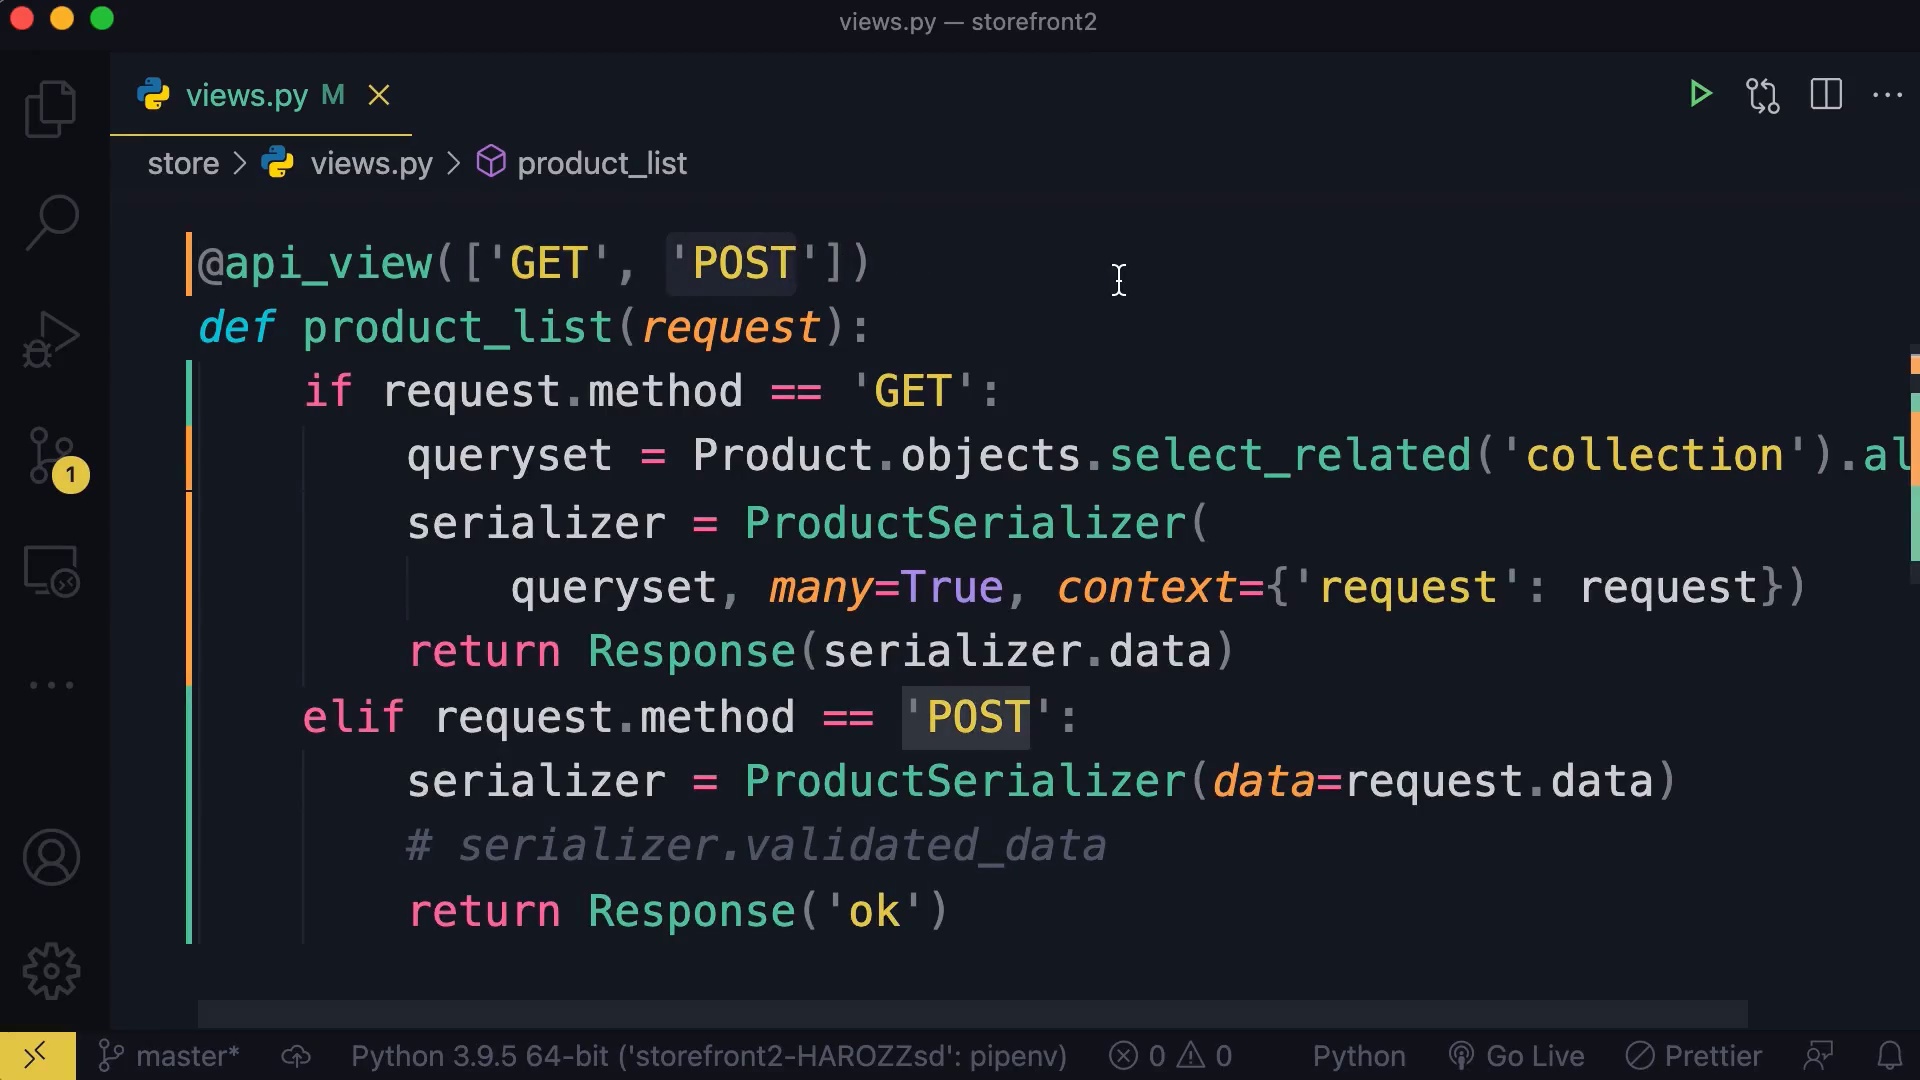 views.py — storefront2
views.py M
store > views.py > product_list
@api_view(['GET', 'POST'])
def product_list(request):
if request.method == 'GET':
queryset = Product.objects.select_related('collection').al
serializer = ProductSerializer(
queryset, many=True, context={'request': request})
return Response(serializer.data)
elif request.method == 'POST':
serializer = ProductSerializer(data=request.data)
# serializer.validated_data
return Response('ok')
1
master* Python 3.9.5 64-bit ('storefront2-HAROZZsd': pipenv) 0 0 Python Go Live Prettier